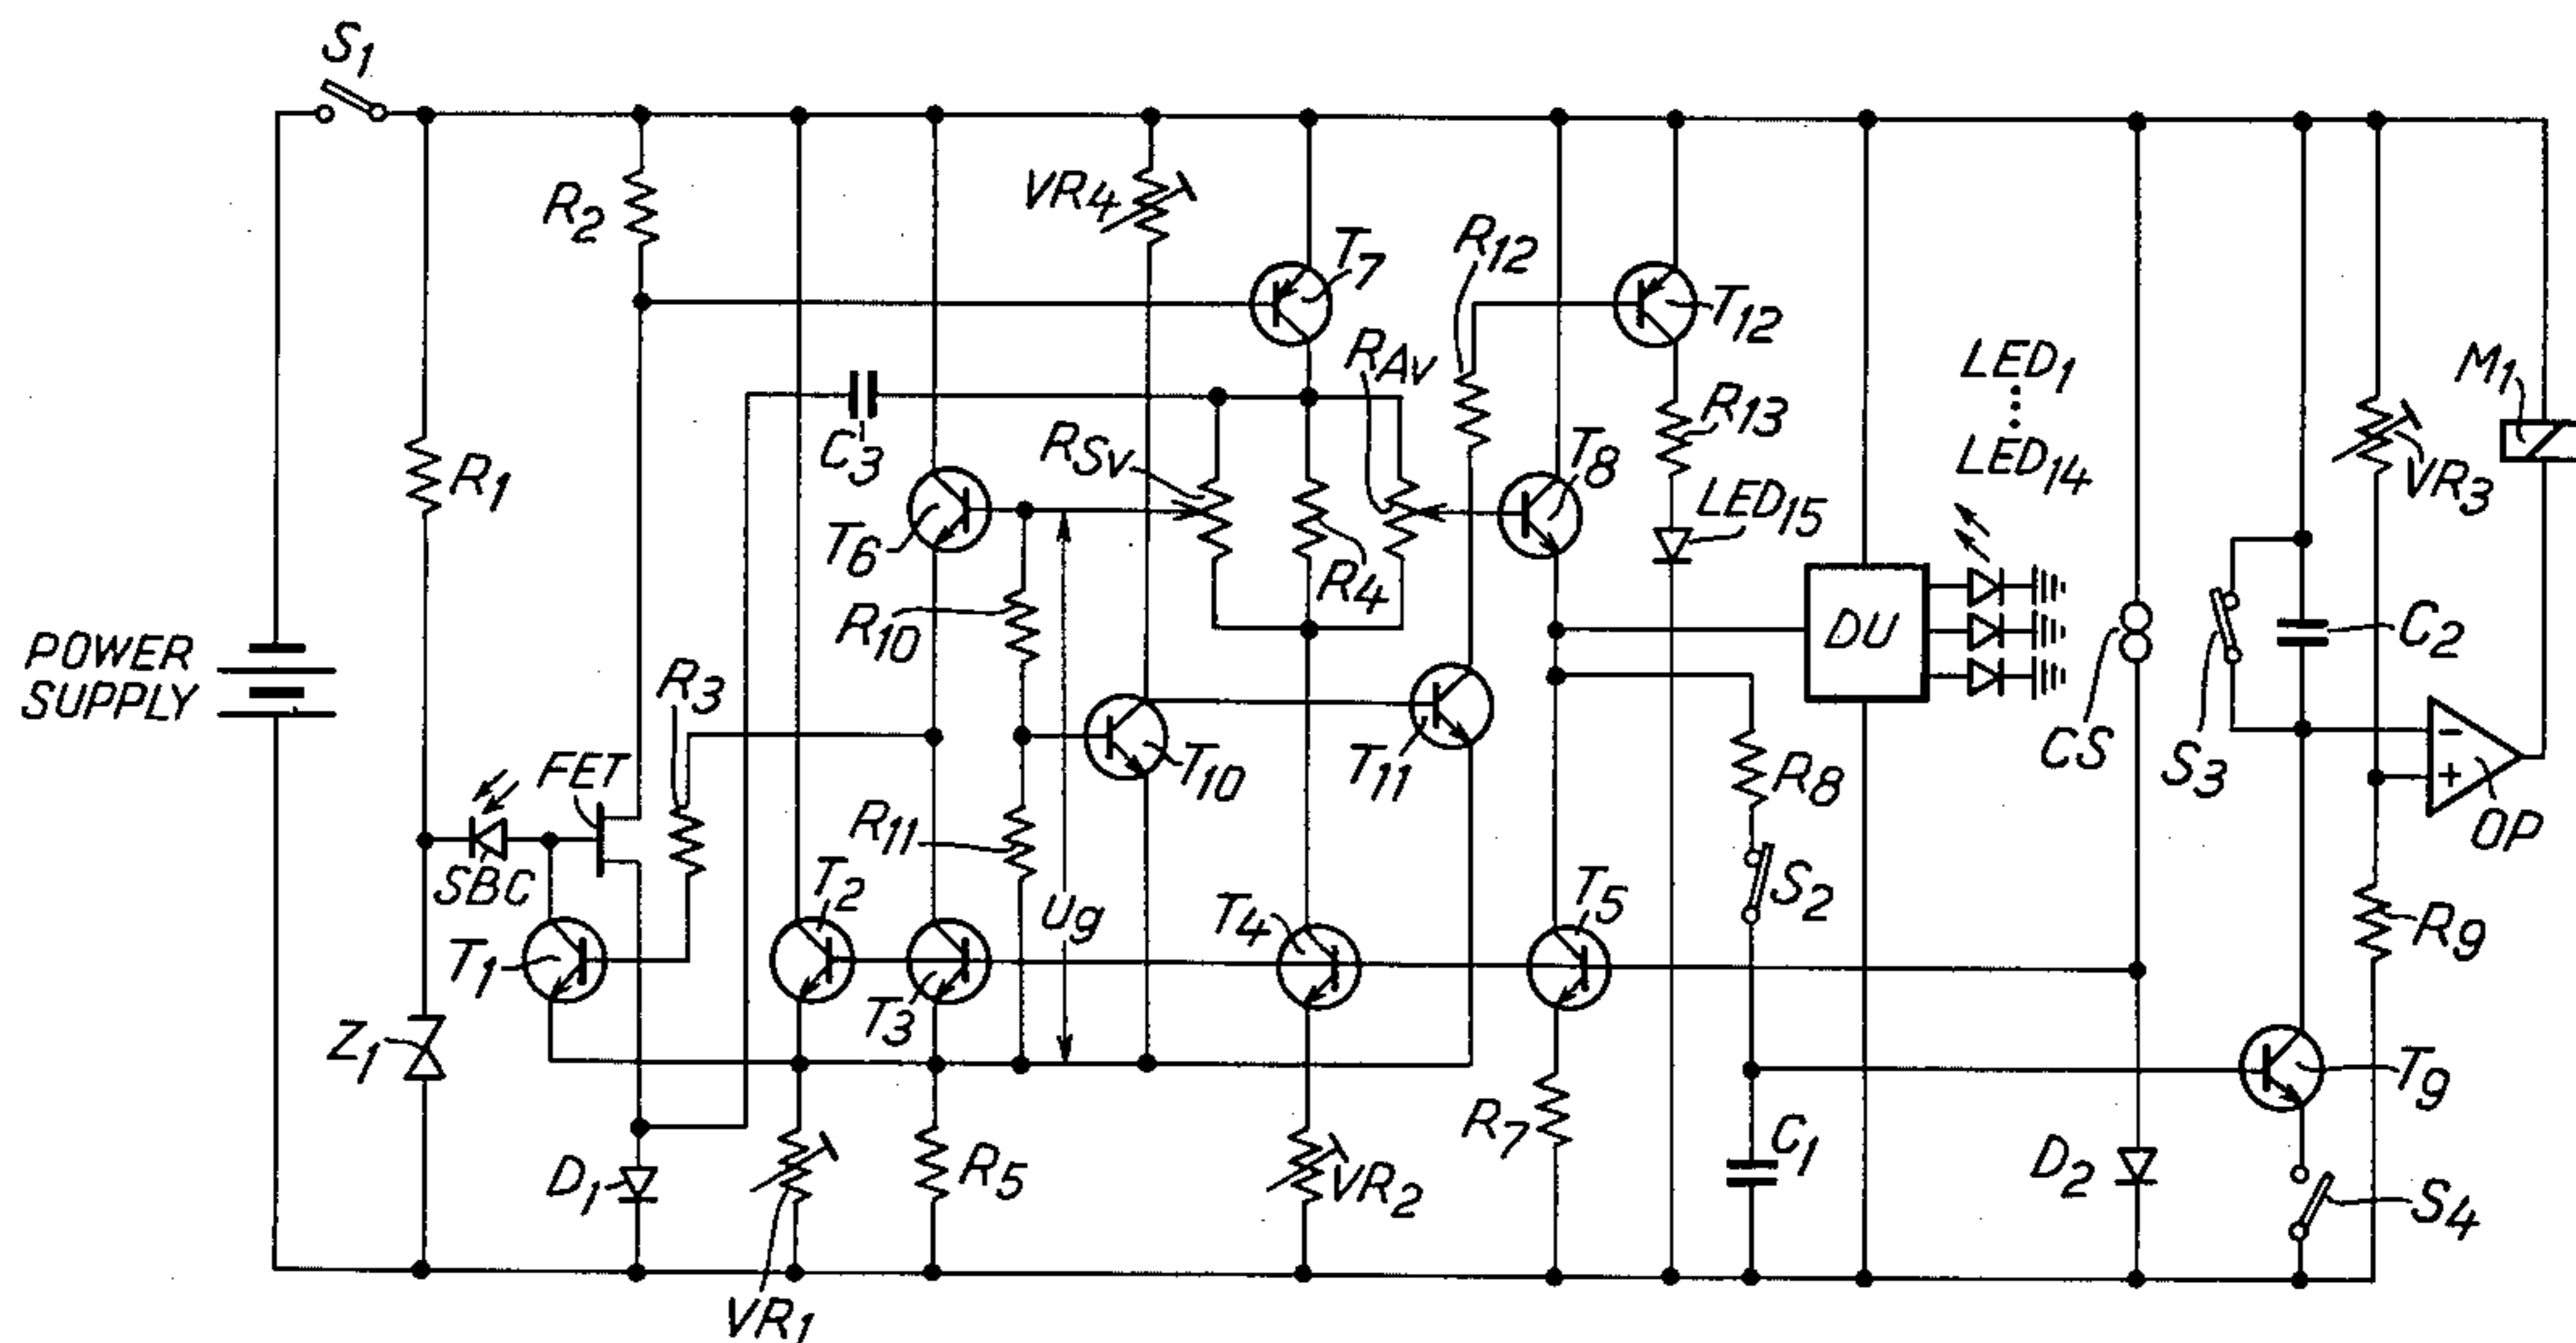 S1
R2
VR4
T7
R12
T12
RAv
LED1
LED14
M1
R1
C3
RSv
R13
T8
LED15
VR3
T6
R4
R10
DU
C2
POWER
SUPPLY
R3
FET
T10
T11
R8
CS
S3
-
+
OP
SBC
R11
T2
Ug
T4
T5
S2
R9
T1
T3
Z1
T9
D1
R5
VR2
R7
C1
D2
S4
VR1